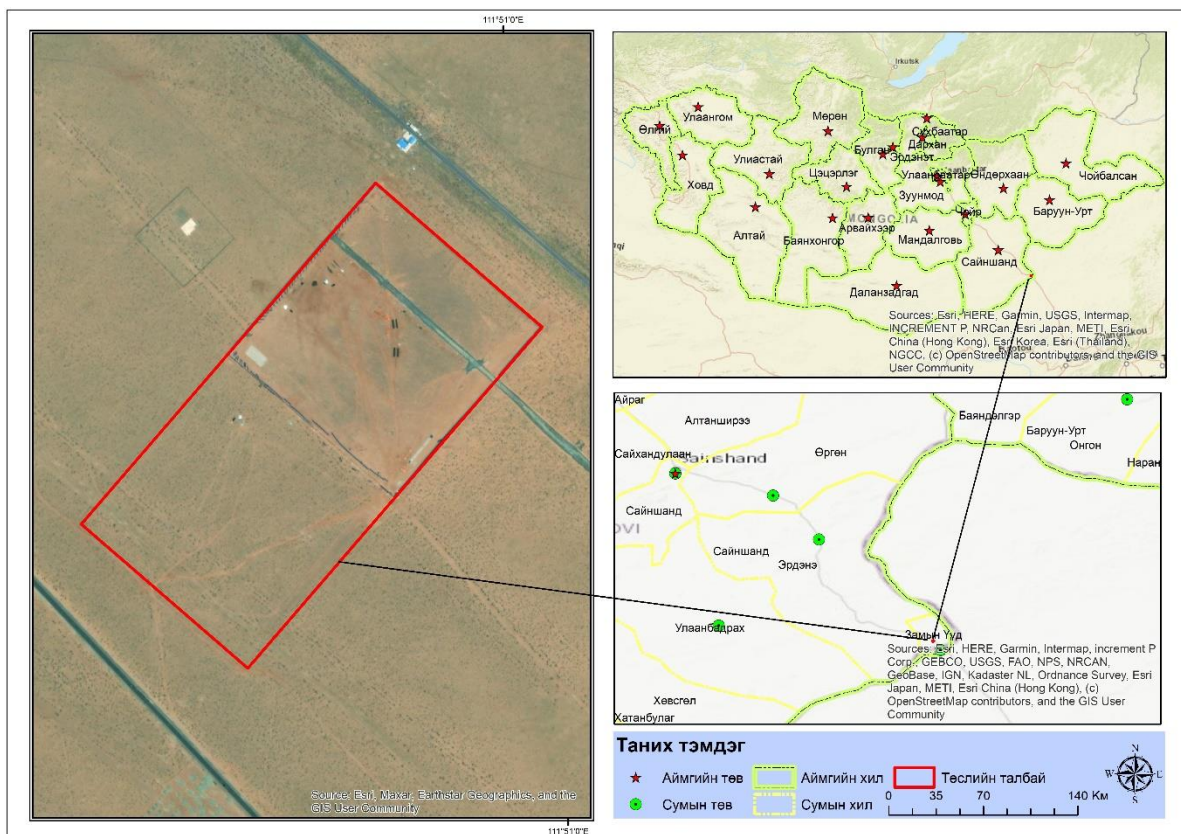 111°51'0"E
Source: Esri, Maxar, Earthstar Geographics, and the
GIS User Community
111°51'0"E
Irkutsk
Улаангом
Өлгий
Мөрөн
Сүхбаатар
Дархан
Булган
Эрдэнэт
Улиастай
Ховд
Цэцэрлэг
Улаанбаатар
Өндөрхаан
Чойбалсан
Зуунмод
Чойр
Баруун-Урт
MONGOLIA
Алтай
Баянхонгор
Арвайхээр
Мандалговь
Сайншанд
Даланзадгад
Sources: Esri, HERE, Garmin, USGS, Intermap,
INCREMENT P, NRCan, Esri Japan, METI, Esri
China (Hong Kong), Esri Korea, Esri (Thailand),
NGCC, (c) OpenStreetMap contributors, and the GIS
User Community
Айраг
Алтанширээ
Баяндэлгэр
Баруун-Урт
Онгон
Наран
Сайхандулаан
Sainshand
Өргөн
Сайншанд
OVI
Сайншанд
Эрдэнэ
Улаанбадрах
Замын Үүд
Хөвсгөл
Хатанбулаг
Sources: Esri, HERE, Garmin, Intermap, increment P
Corp., GEBCO, USGS, FAO, NPS, NRCAN,
GeoBase, IGN, Kadaster NL, Ordnance Survey, Esri
Japan, METI, Esri China (Hong Kong), (c)
OpenStreetMap contributors, and the GIS User
Community
Таних тэмдэг
Аймгийн төв
Аймгийн хил
Төслийн талбай
Сумын төв
Сумын хил
0 35 70 140 Км
N
W E
S